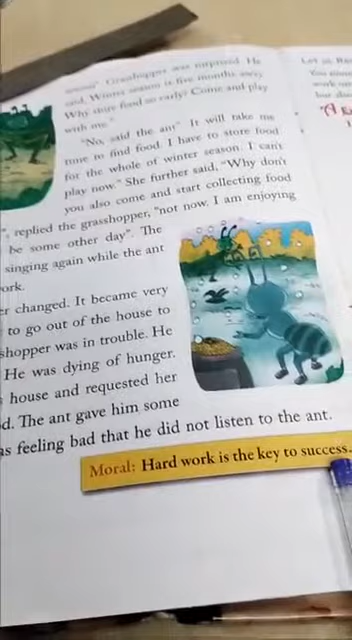 season". Grasshopper was surprised. He
said, Winter season is five months away.
Why store food so early? Come and play
with me."
"No, said the ant" It will take me
time to find food. I have to store food
for the whole of winter season. I can't
play now." She further said, "Why don't
you also come and start collecting food
", replied the grasshopper, "not now. I am enjoying
be some other day". The
singing again while the ant
ork.
er changed. It became very
to go out of the house to
shopper was in trouble. He
He was dying of hunger.
house and requested her
d. The ant gave him some
as feeling bad that he did not listen to the ant.
Moral: Hard work is the key to success.